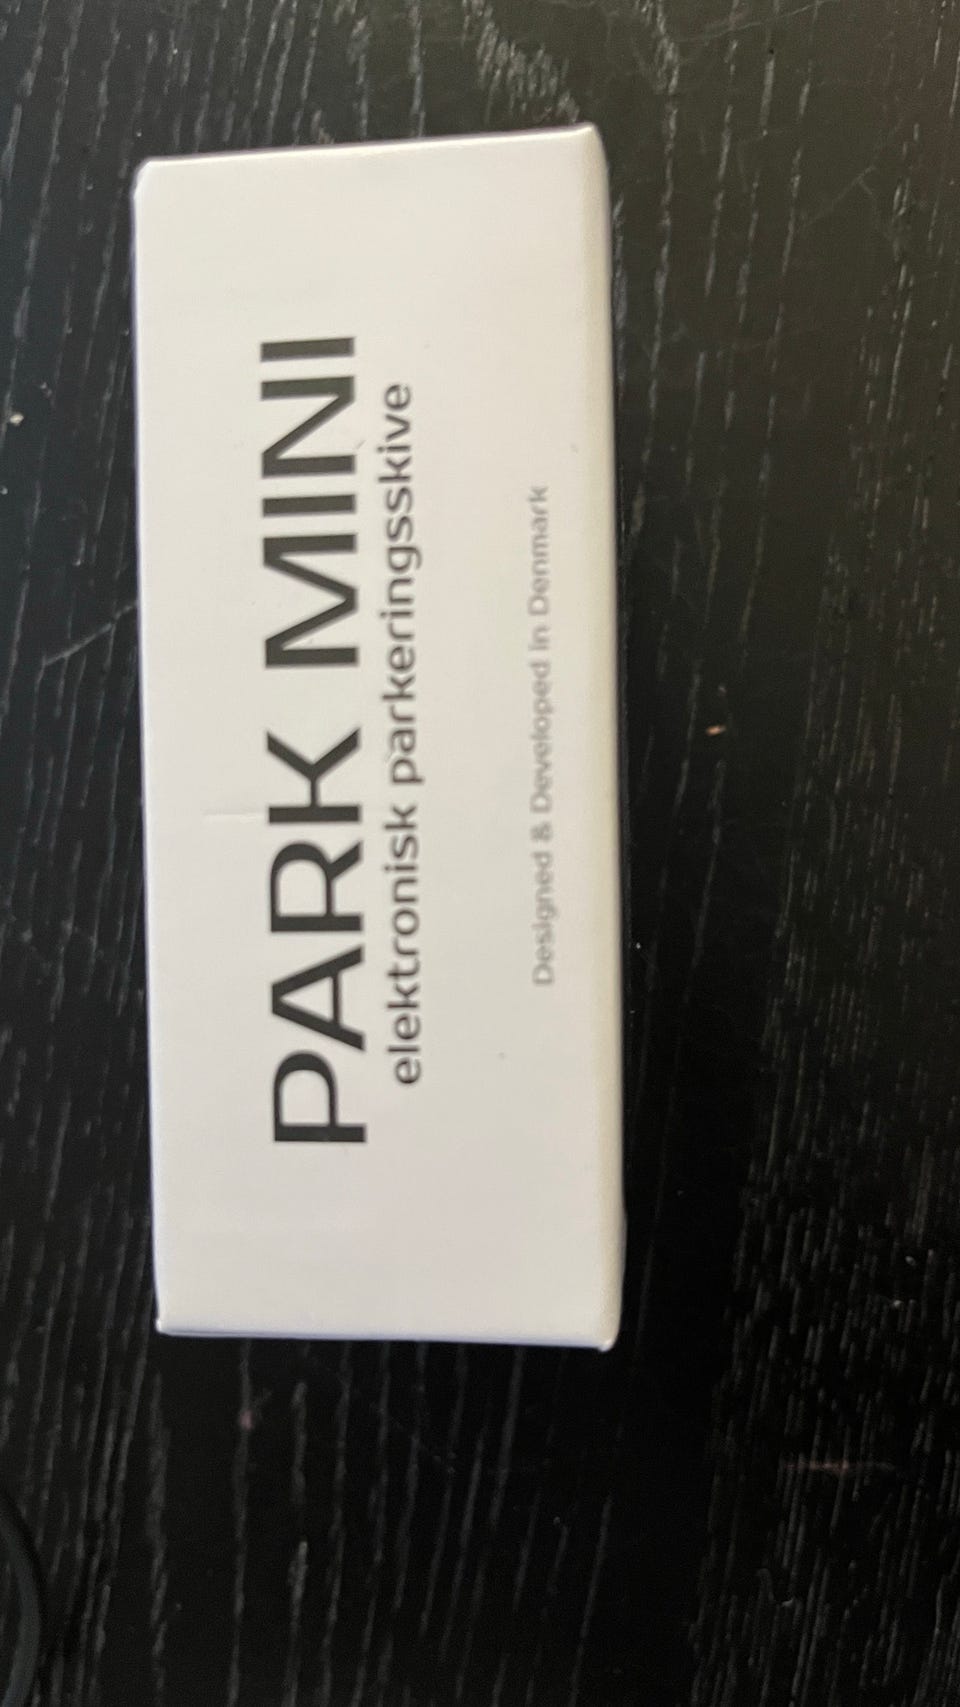 PARK MINI
elektronisk parkeringsskive
Designed & Developed in Denmark